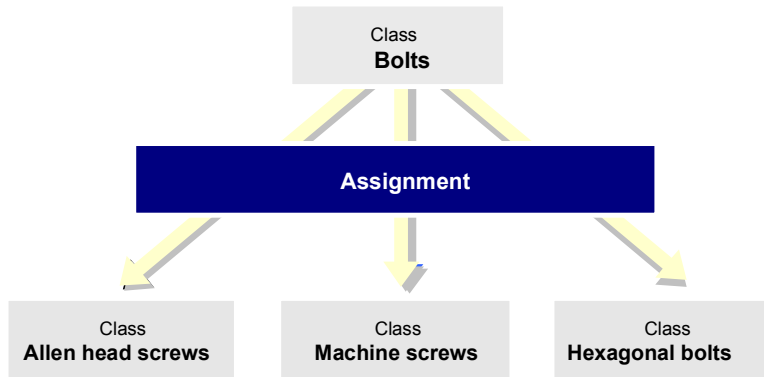 Class
Bolts
Assignment
Class
Allen head screws
Class
Machine screws
Class
Hexagonal bolts